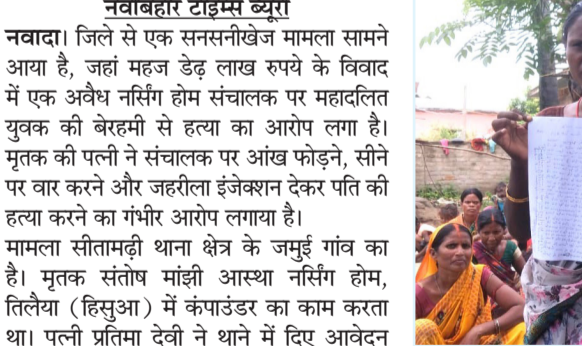 नवबिहार टाइम्स ब्यूरो
नवादा। जिले से एक सनसनीखेज मामला सामने
आया है, जहां महज डेढ़ लाख रुपये के विवाद
में एक अवैध नर्सिंग होम संचालक पर महादलित
युवक की बेरहमी से हत्या का आरोप लगा है।
मृतक की पत्नी ने संचालक पर आंख फोड़ने, सीने
पर वार करने और जहरीला इंजेक्शन देकर पति की
हत्या करने का गंभीर आरोप लगाया है।
मामला सीतामढ़ी थाना क्षेत्र के जमुई गांव का
है। मृतक संतोष मांझी आस्था नर्सिंग होम,
तिलैया (हिसुआ) में कंपाउंडर का काम करता
था। पत्नी प्रतिमा देवी ने थाने में दिए आवेदन